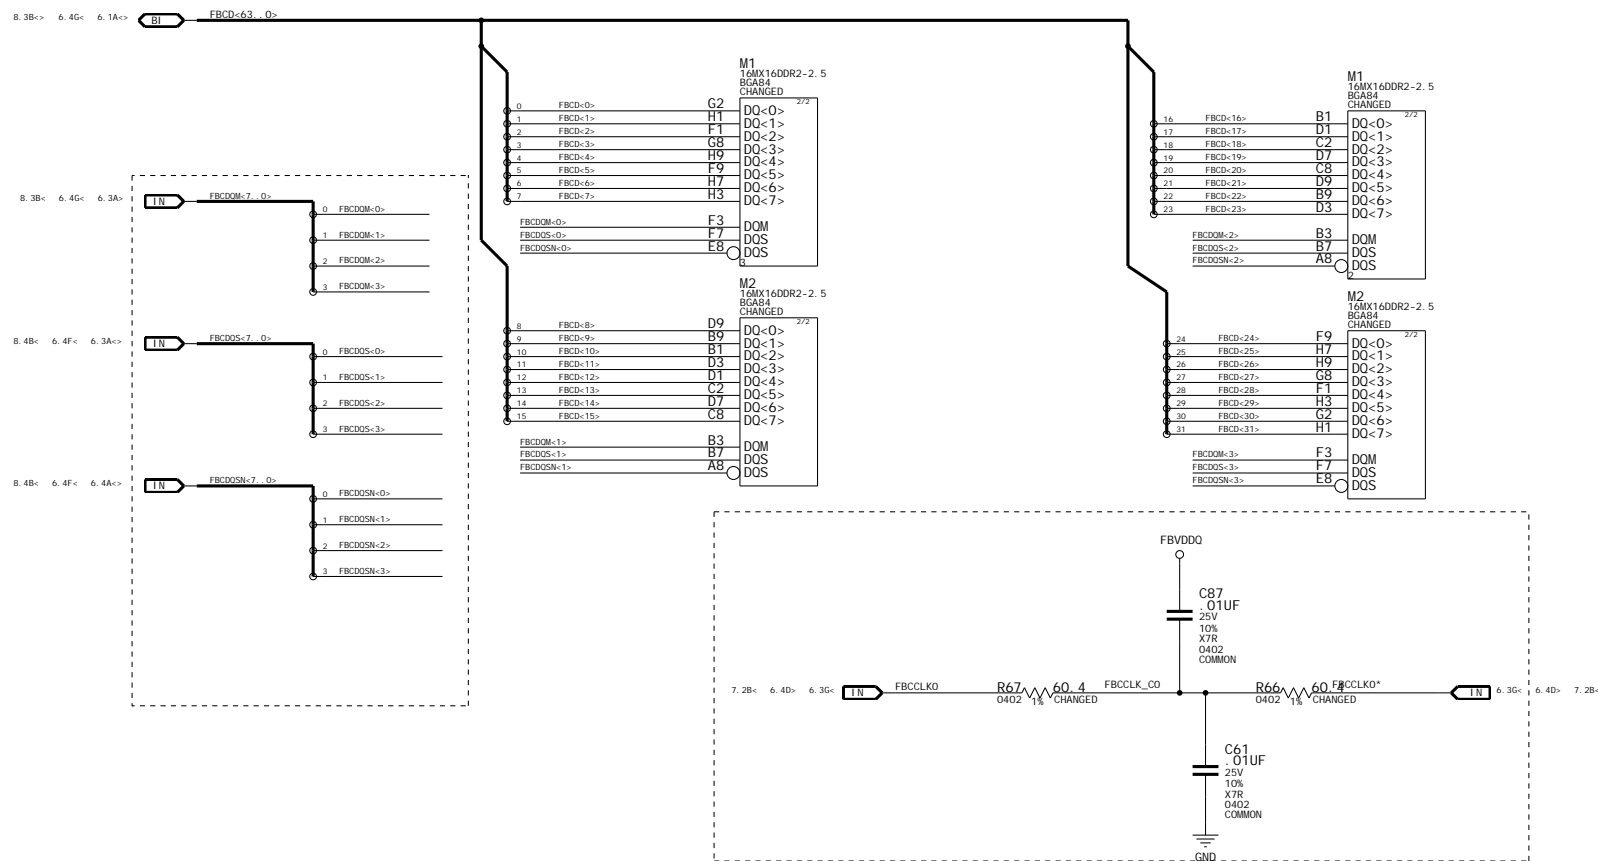 8.3B<> 6.4G< 6.1A<> BI FBCD<63..0>
M1
16MX16DDR2-2.5
BGA84
CHANGED
2/2
0 FBCD<0> G2 DQ<0>
1 FBCD<1> H1 DQ<1>
2 FBCD<2> F1 DQ<2>
3 FBCD<3> G8 DQ<3>
4 FBCD<4> H9 DQ<4>
5 FBCD<5> F9 DQ<5>
6 FBCD<6> H7 DQ<6>
7 FBCD<7> H3 DQ<7>
FBCDQM<0> F3 DQM
FBCDQS<0> F7 DQS
FBCDQSN<0> E8 DQS
3
M1
16MX16DDR2-2.5
BGA84
CHANGED
2/2
16 FBCD<16> B1 DQ<0>
17 FBCD<17> D1 DQ<1>
18 FBCD<18> C2 DQ<2>
19 FBCD<19> D7 DQ<3>
20 FBCD<20> C8 DQ<4>
21 FBCD<21> D9 DQ<5>
22 FBCD<22> B9 DQ<6>
23 FBCD<23> D3 DQ<7>
FBCDQM<2> B3 DQM
FBCDQS<2> B7 DQS
FBCDQSN<2> A8 DQS
2
8.3B< 6.4G< 6.3A> IN FBCDQM<7..0>
0 FBCDQM<0>
1 FBCDQM<1>
2 FBCDQM<2>
3 FBCDQM<3>
8.4B< 6.4F< 6.3A<> IN FBCDQS<7..0>
0 FBCDQS<0>
1 FBCDQS<1>
2 FBCDQS<2>
3 FBCDQS<3>
8.4B< 6.4F< 6.4A<> IN FBCDQSN<7..0>
0 FBCDQSN<0>
1 FBCDQSN<1>
2 FBCDQSN<2>
3 FBCDQSN<3>
M2
16MX16DDR2-2.5
BGA84
CHANGED
2/2
8 FBCD<8> D9 DQ<0>
9 FBCD<9> B9 DQ<1>
10 FBCD<10> B1 DQ<2>
11 FBCD<11> D3 DQ<3>
12 FBCD<12> D1 DQ<4>
13 FBCD<13> C2 DQ<5>
14 FBCD<14> D7 DQ<6>
15 FBCD<15> C8 DQ<7>
FBCDQM<1> B3 DQM
FBCDQS<1> B7 DQS
FBCDQSN<1> A8 DQS
M2
16MX16DDR2-2.5
BGA84
CHANGED
2/2
24 FBCD<24> F9 DQ<0>
25 FBCD<25> H7 DQ<1>
26 FBCD<26> H9 DQ<2>
27 FBCD<27> G8 DQ<3>
28 FBCD<28> F1 DQ<4>
29 FBCD<29> H3 DQ<5>
30 FBCD<30> G2 DQ<6>
31 FBCD<31> H1 DQ<7>
FBCDQM<3> F3 DQM
FBCDQS<3> F7 DQS
FBCDQSN<3> E8 DQS
FBVDDQ
C87
.01UF
25V
10%
X7R
0402
COMMON
7.2B< 6.4D> 6.3G< IN FBCCLK0 R67 60.4 FBCCLK_C0 R66 60.4 FBCCLK0* IN 6.3G< 6.4D> 7.2B<
0402 1% CHANGED 0402 1% CHANGED
C61
.01UF
25V
10%
X7R
0402
COMMON
GND